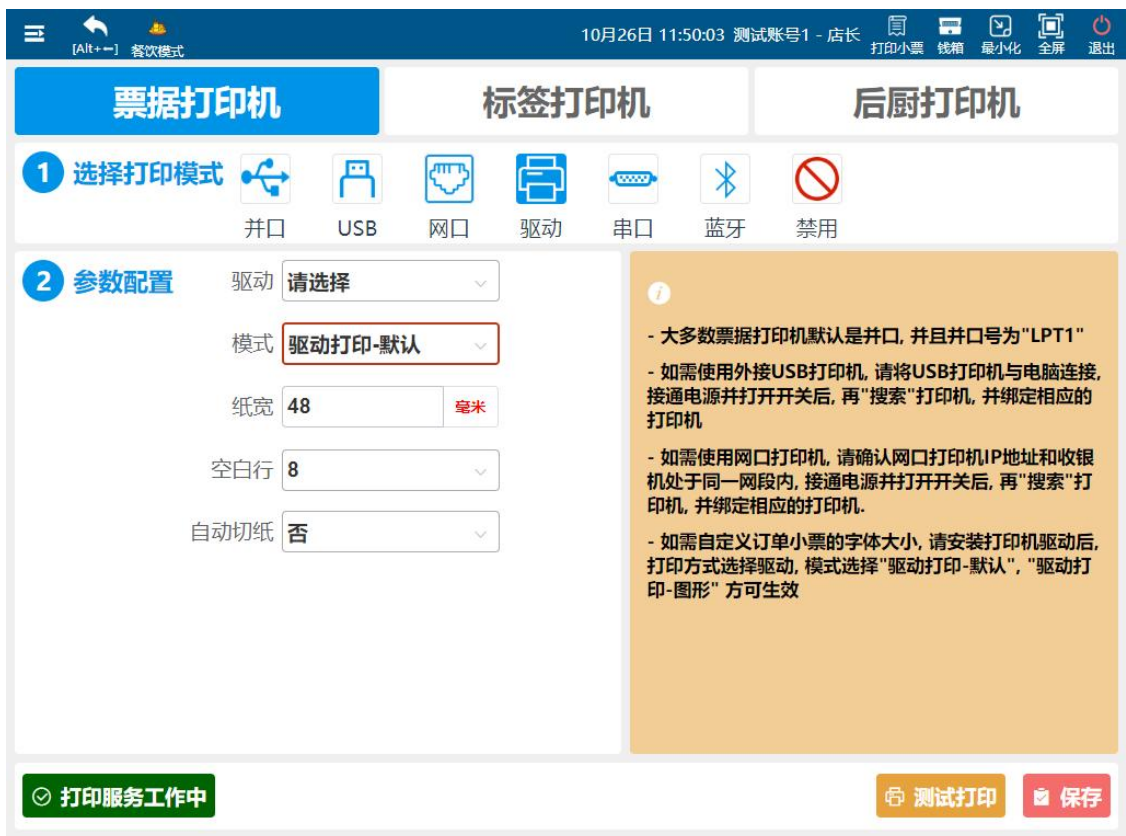 [Alt+←] 餐饮模式 10月26日 11:50:03 测试账号1 - 店长 打印小票 钱箱 最小化 全屏 退出
票据打印机 标签打印机 后厨打印机
1 选择打印模式
并口 USB 网口 驱动 串口 蓝牙 禁用
2 参数配置
驱动 请选择
模式 驱动打印-默认
纸宽 48 毫米
空白行 8
自动切纸 否
- 大多数票据打印机默认是并口, 并且并口号为"LPT1"
- 如需使用外接USB打印机, 请将USB打印机与电脑连接,
接通电源并打开开关后, 再"搜索"打印机, 并绑定相应的
打印机
- 如需使用网口打印机, 请确认网口打印机IP地址和收银
机处于同一网段内, 接通电源并打开开关后, 再"搜索"打
印机, 并绑定相应的打印机.
- 如需自定义订单小票的字体大小, 请安装打印机驱动后,
打印方式选择驱动, 模式选择"驱动打印-默认", "驱动打
印-图形" 方可生效
打印服务工作中 测试打印 保存